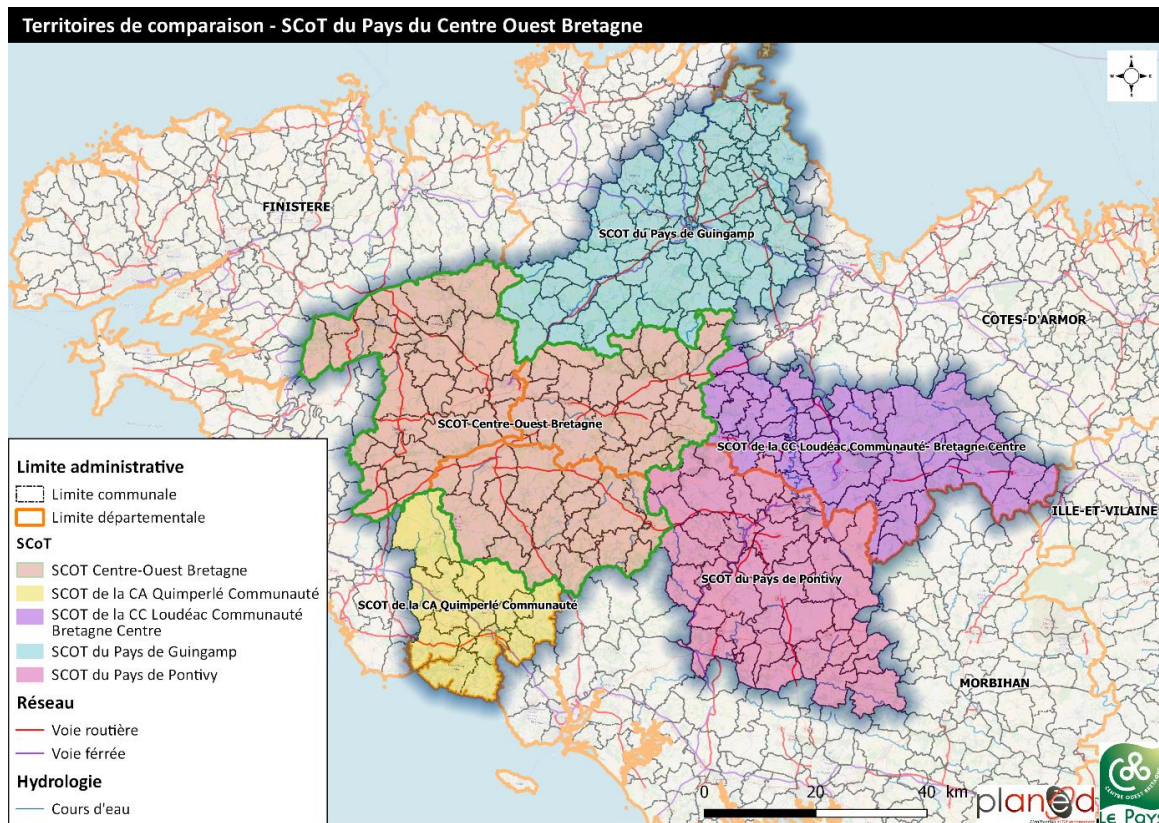 Territoires de comparaison - SCoT du Pays du Centre Ouest Bretagne
N
W
E
S
FINISTERE
SCOT du Pays de Guingamp
COTES-D'ARMOR
SCOT Centre-Ouest Bretagne
SCOT de la CC Loudéac Communauté- Bretagne Centre
ILLE-ET-VILAINE
SCOT du Pays de Pontivy
SCOT de la CA Quimperlé Communauté
MORBIHAN
Limite administrative
Limite communale
Limite départementale
SCoT
SCOT Centre-Ouest Bretagne
SCOT de la CA Quimperlé Communauté
SCOT de la CC Loudéac Communauté
Bretagne Centre
SCOT du Pays de Guingamp
SCOT du Pays de Pontivy
Réseau
Voie routière
Voie férrée
Hydrologie
Cours d'eau
0 20 40 km
planed
CENTRE OUEST BRETAGNE
LE PAYS